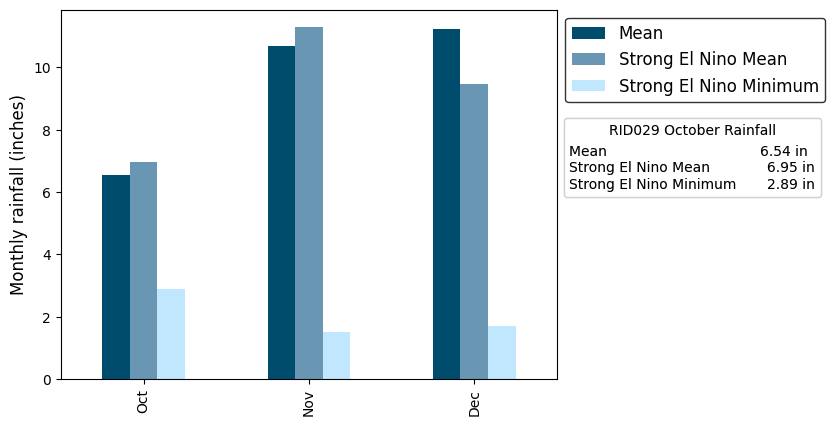 Monthly rainfall (inches)
10
8
6
4
2
0
Oct
Nov
Dec
Mean
Strong El Nino Mean
Strong El Nino Minimum
RID029 October Rainfall
Mean 6.54 in
Strong El Nino Mean 6.95 in
Strong El Nino Minimum 2.89 in